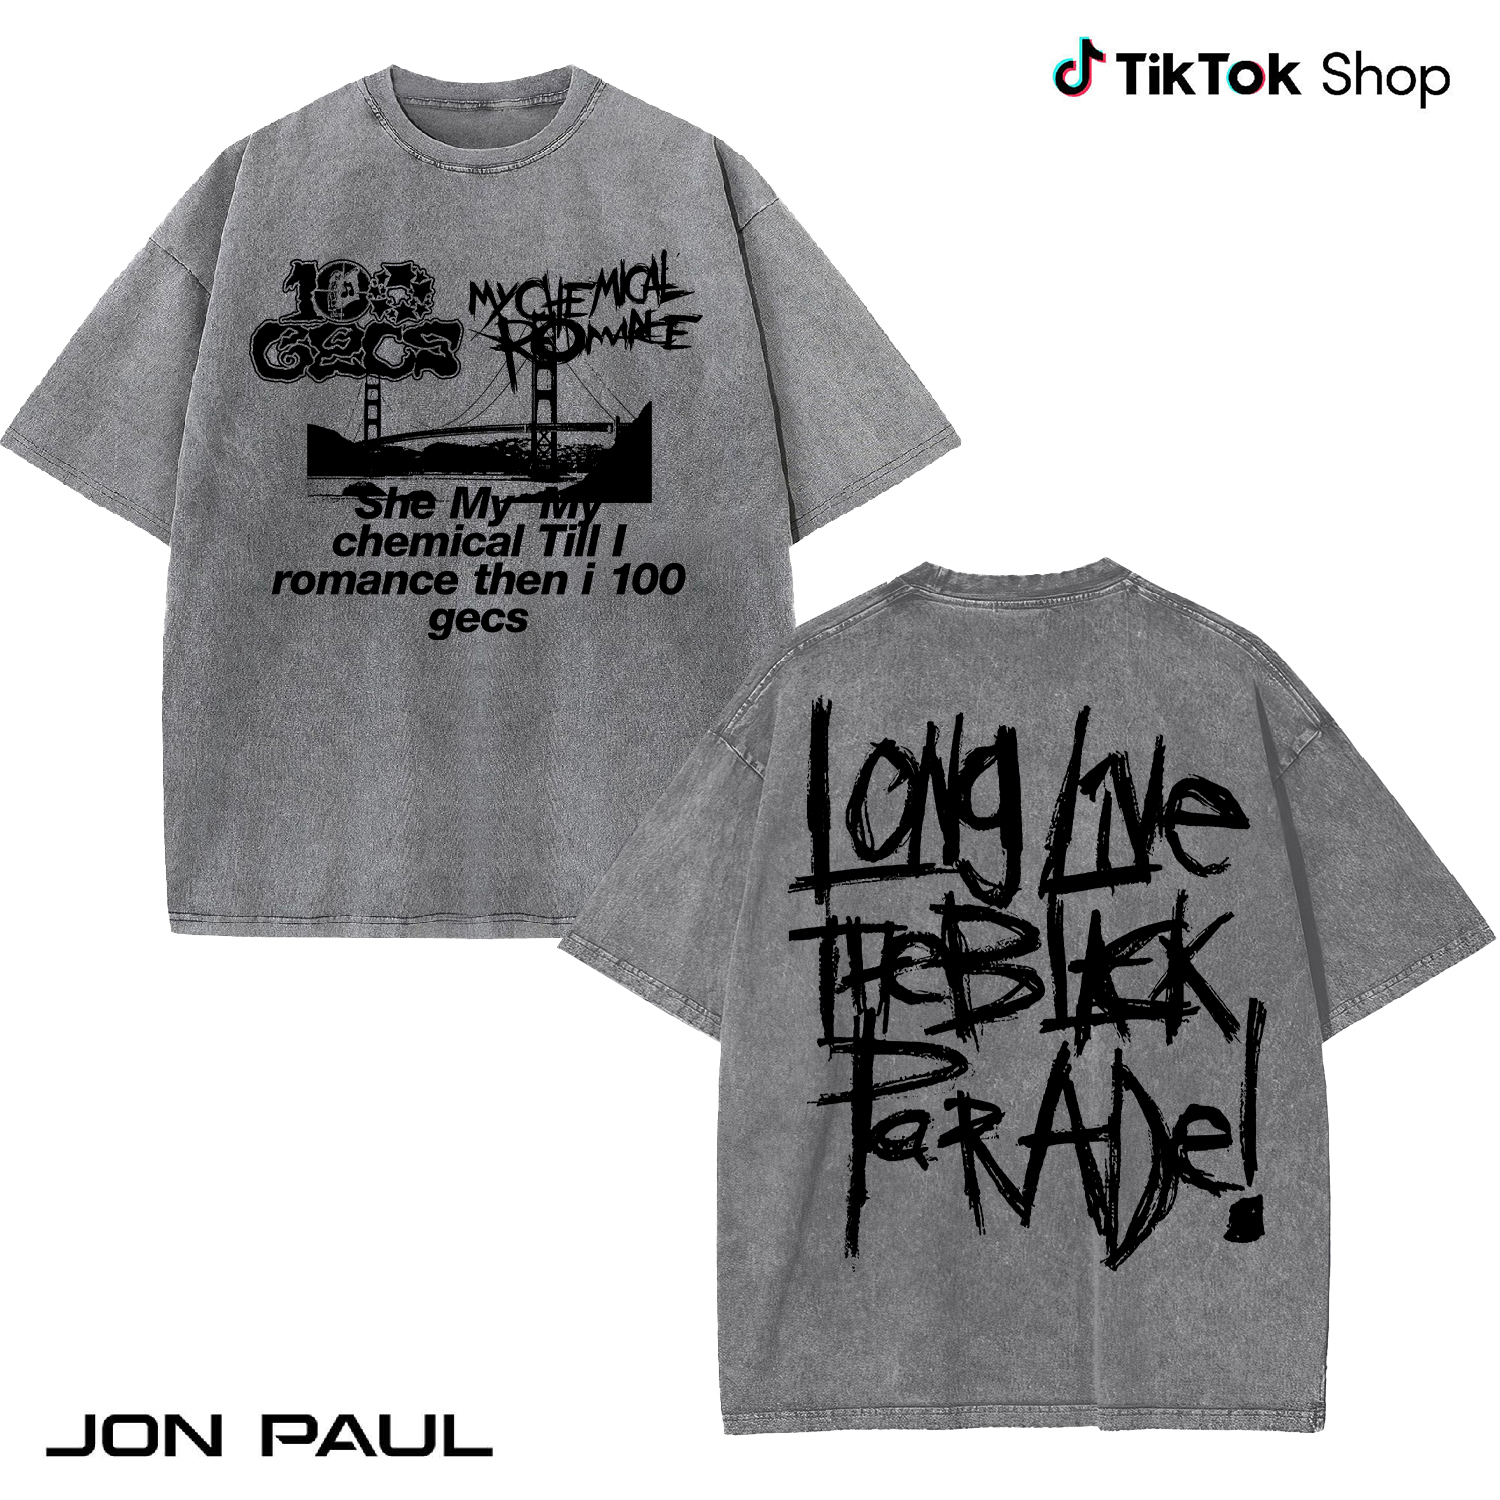 TikTok Shop
100 gecs
MY CHEMICAL
ROMANCE
She My My
chemical Till I
romance then i 100
gecs
LONG LIVE
THE BLACK
PARADE!
JON PAUL